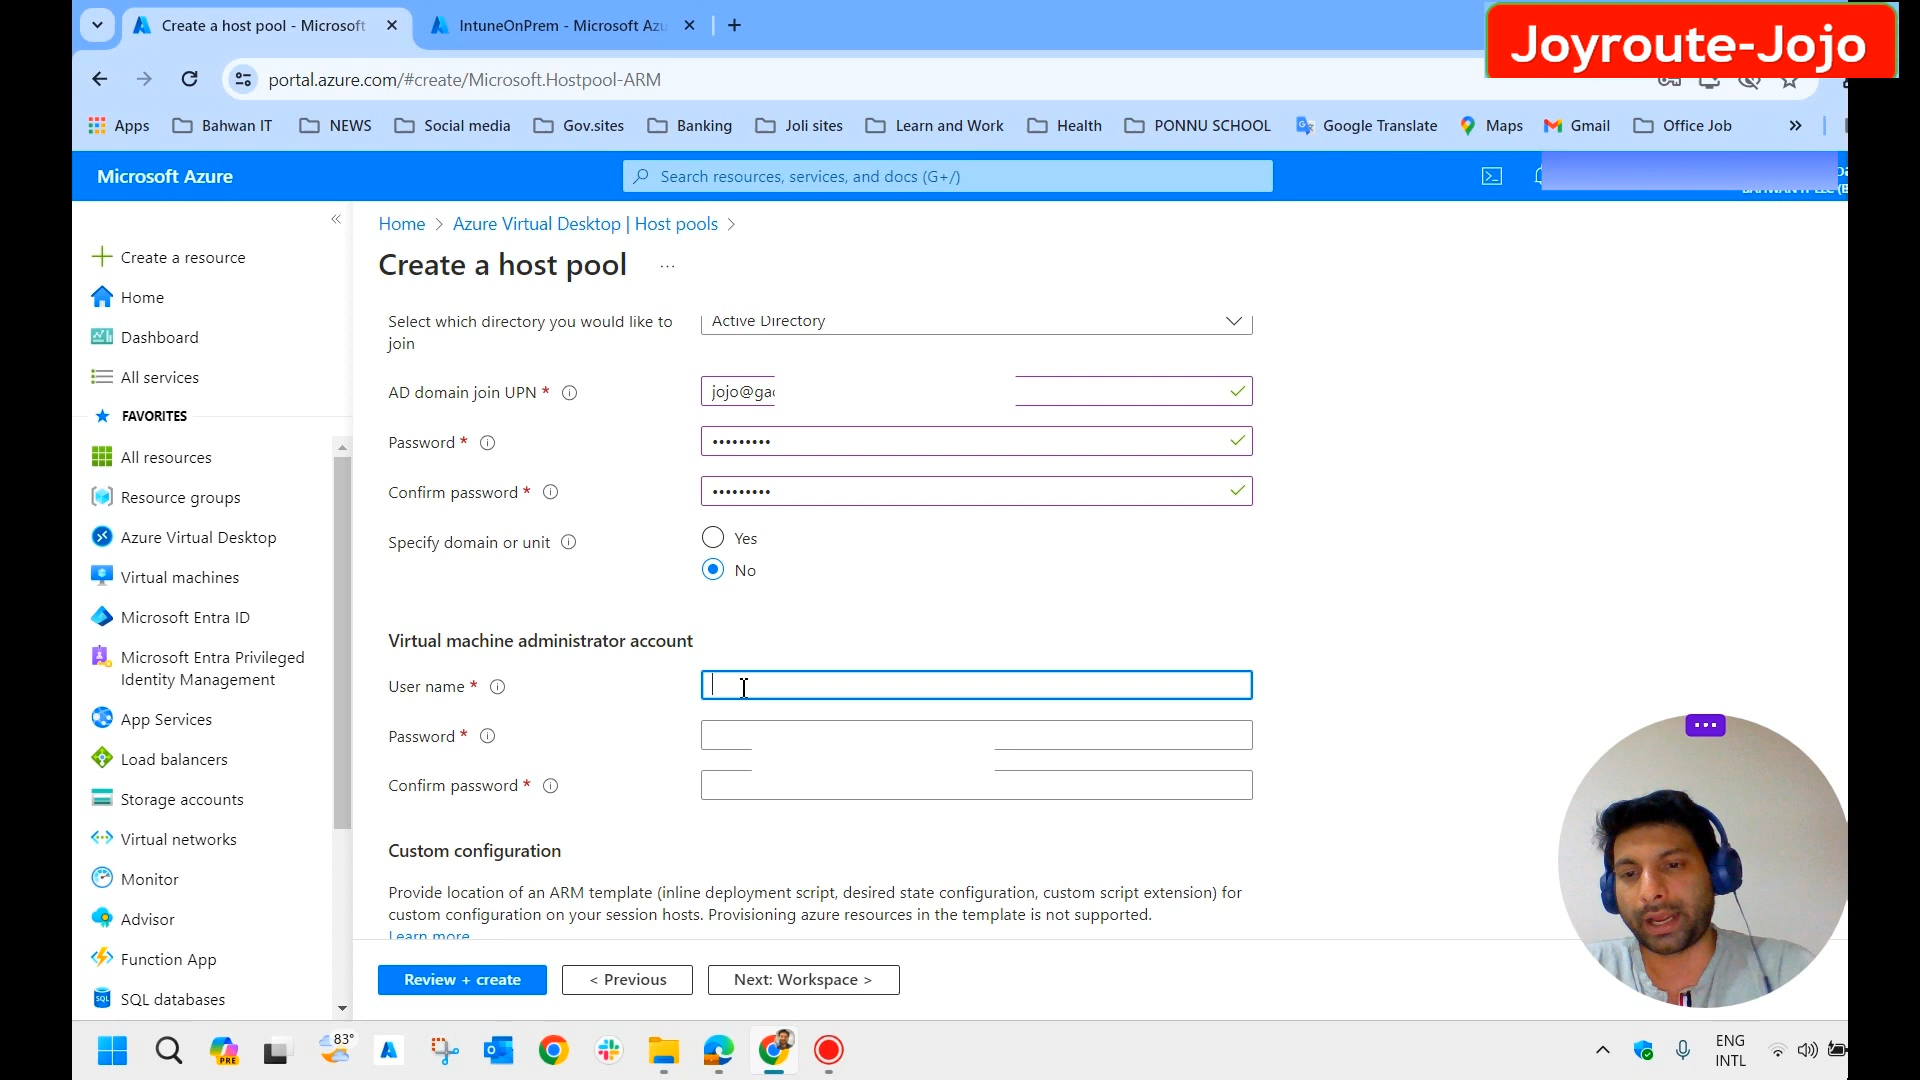 Create a host pool - Microsoft
IntuneOnPrem - Microsoft Azu
Joyroute-Jojo
portal.azure.com/#create/Microsoft.Hostpool-ARM
Apps
Bahwan IT
NEWS
Social media
Gov.sites
Banking
Joli sites
Learn and Work
Health
PONNU SCHOOL
Google Translate
Maps
Gmail
Office Job
Microsoft Azure
Search resources, services, and docs (G+/)
Home > Azure Virtual Desktop | Host pools >
Create a host pool ...
Create a resource
Home
Dashboard
All services
FAVORITES
All resources
Resource groups
Azure Virtual Desktop
Virtual machines
Microsoft Entra ID
Microsoft Entra Privileged
Identity Management
App Services
Load balancers
Storage accounts
Virtual networks
Monitor
Advisor
Function App
SQL databases
Select which directory you would like to
join
Active Directory
AD domain join UPN *
jojo@gac
Password *
•••••••••
Confirm password *
•••••••••
Specify domain or unit
Yes
No
Virtual machine administrator account
User name *
Password *
Confirm password *
Custom configuration
Provide location of an ARM template (inline deployment script, desired state configuration, custom script extension) for
custom configuration on your session hosts. Provisioning azure resources in the template is not supported.
Learn more
Review + create
< Previous
Next: Workspace >
83°
PRE
ENG
INTL